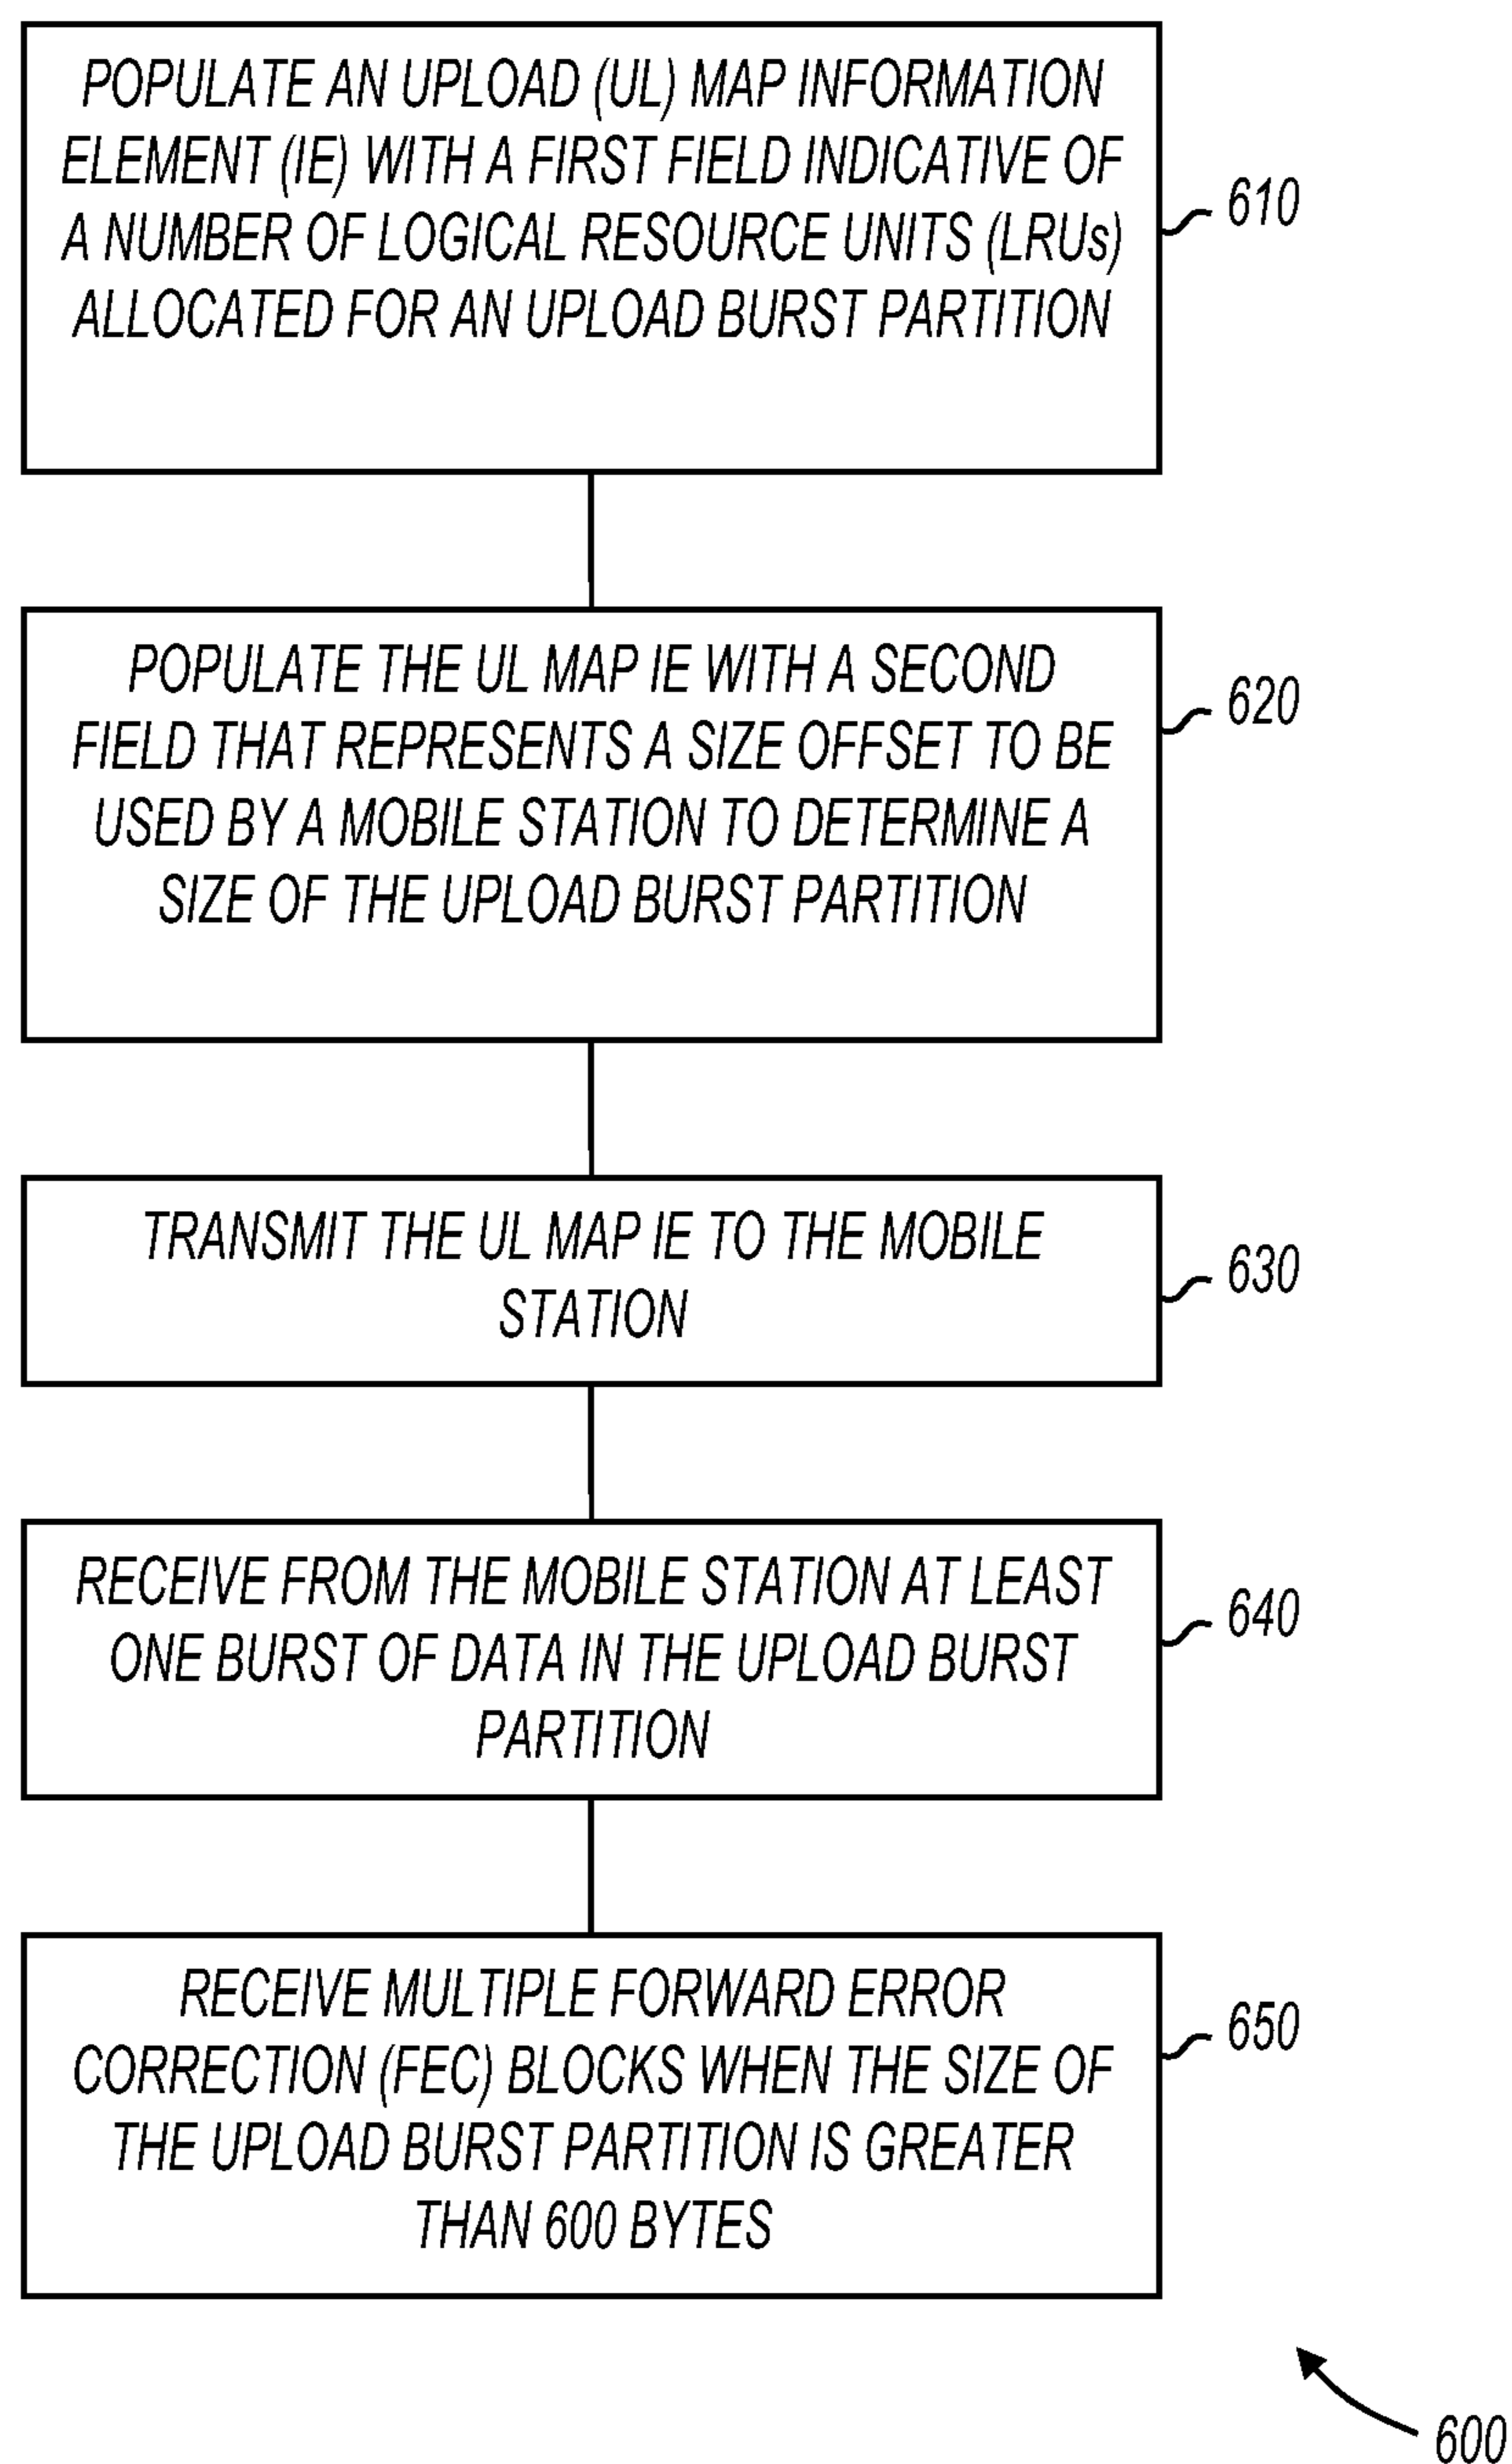 POPULATE AN UPLOAD (UL) MAP INFORMATION
ELEMENT (IE) WITH A FIRST FIELD INDICATIVE OF
A NUMBER OF LOGICAL RESOURCE UNITS (LRUs)
ALLOCATED FOR AN UPLOAD BURST PARTITION
610
POPULATE THE UL MAP IE WITH A SECOND
FIELD THAT REPRESENTS A SIZE OFFSET TO BE
USED BY A MOBILE STATION TO DETERMINE A
SIZE OF THE UPLOAD BURST PARTITION
620
TRANSMIT THE UL MAP IE TO THE MOBILE
STATION
630
RECEIVE FROM THE MOBILE STATION AT LEAST
ONE BURST OF DATA IN THE UPLOAD BURST
PARTITION
640
RECEIVE MULTIPLE FORWARD ERROR
CORRECTION (FEC) BLOCKS WHEN THE SIZE OF
THE UPLOAD BURST PARTITION IS GREATER
THAN 600 BYTES
650
600